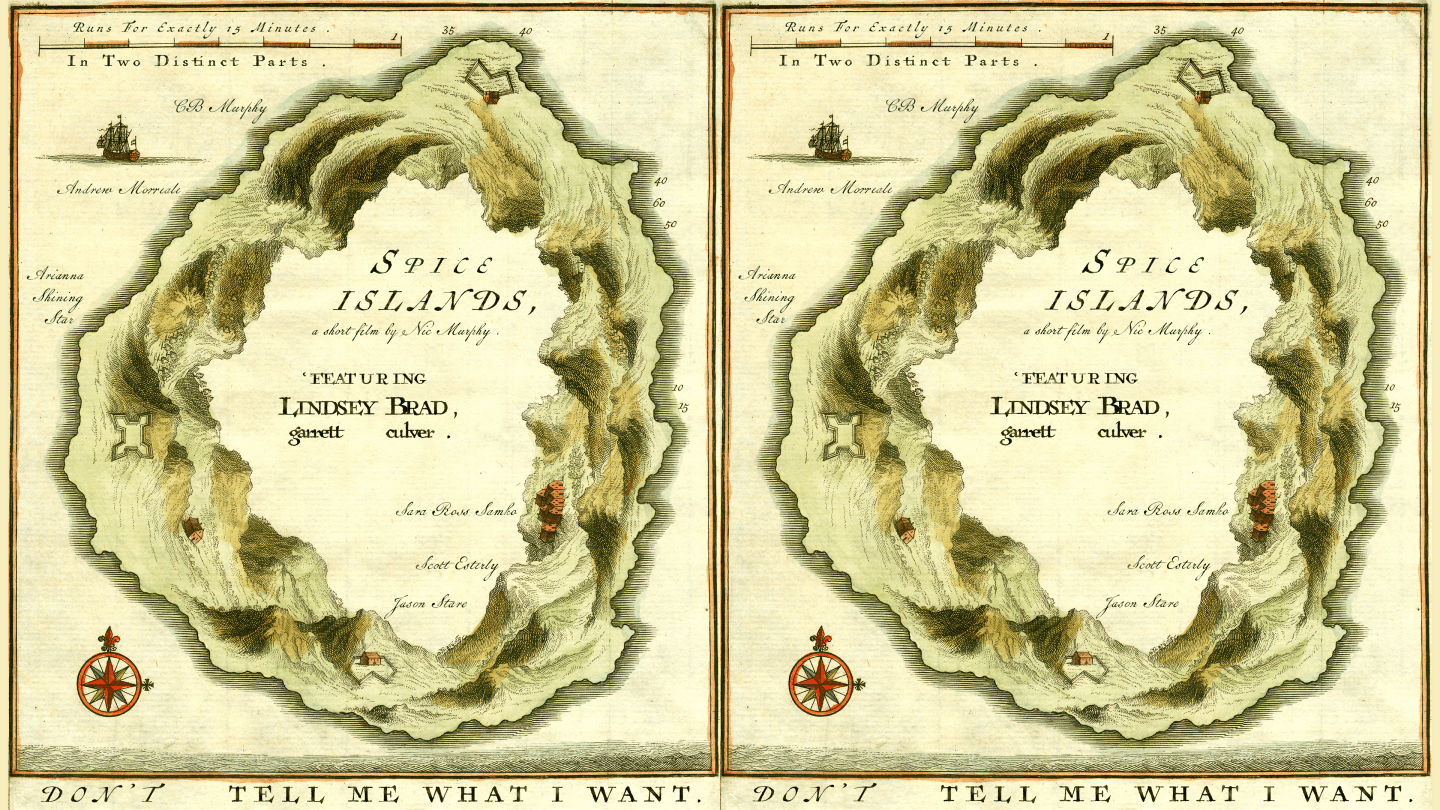 Runs For Exactly 15 Minutes .
1
In Two Distinct Parts .
35
40
CB Murphy
Andrew Morreale
40
60
50
Arianna
Shining
Star
SPICE
ISLANDS,
a short film by Nic Murphy .
‘FEATURING
LINDSEY BRAD,
garrett culver .
10
15
Sara Ross Samko
Scott Esterly
Jason Stare
DON'T TELL ME WHAT I WANT.
Runs For Exactly 15 Minutes .
1
In Two Distinct Parts .
35
40
CB Murphy
Andrew Morreale
40
60
50
Arianna
Shining
Star
SPICE
ISLANDS,
a short film by Nic Murphy .
‘FEATURING
LINDSEY BRAD,
garrett culver .
10
15
Sara Ross Samko
Scott Esterly
Jason Stare
DON'T TELL ME WHAT I WANT.